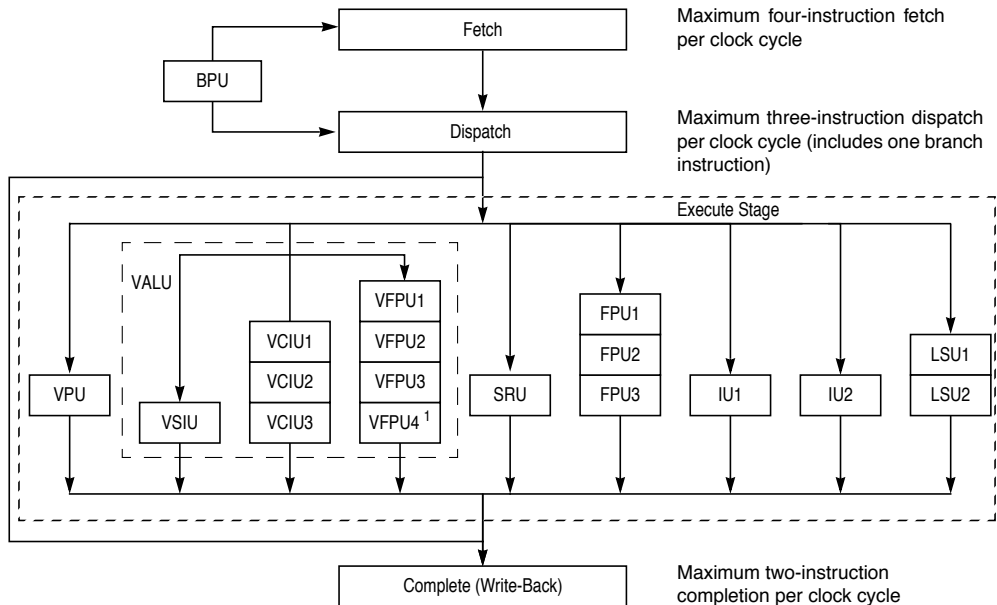 Fetch
Maximum four-instruction fetch
per clock cycle
BPU
Dispatch
Maximum three-instruction dispatch
per clock cycle (includes one branch
instruction)
Execute Stage
VALU
VPU
VSIU
VCIU1
VCIU2
VCIU3
VFPU1
VFPU2
VFPU3
VFPU4 1
SRU
FPU1
FPU2
FPU3
IU1
IU2
LSU1
LSU2
Complete (Write-Back)
Maximum two-instruction
completion per clock cycle